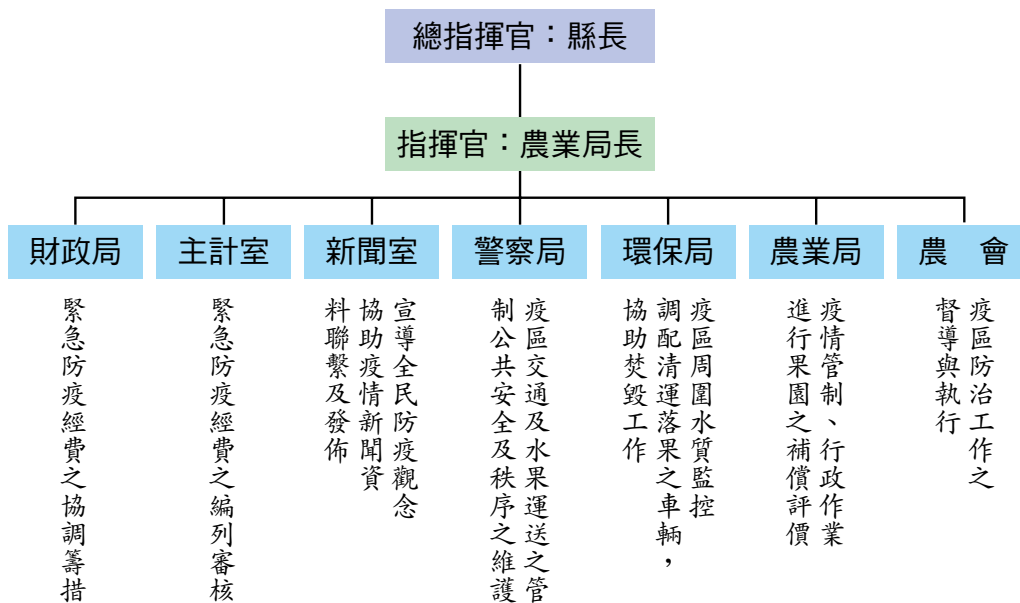 總指揮官：縣長
指揮官：農業局長
財政局
緊急防疫經費之協調籌措
主計室
緊急防疫經費之編列審核
新聞室
宣導全民防疫觀念
協助疫情新聞資
料聯繫及發佈
警察局
疫區交通及水果運送之管
制公共安全及秩序之維護
環保局
疫區周圍水質監控
調配清運落果之車輛，
協助焚毀工作
農業局
疫情管制、行政作業
進行果園之補償評價
農　會
疫區防治工作之
督導與執行